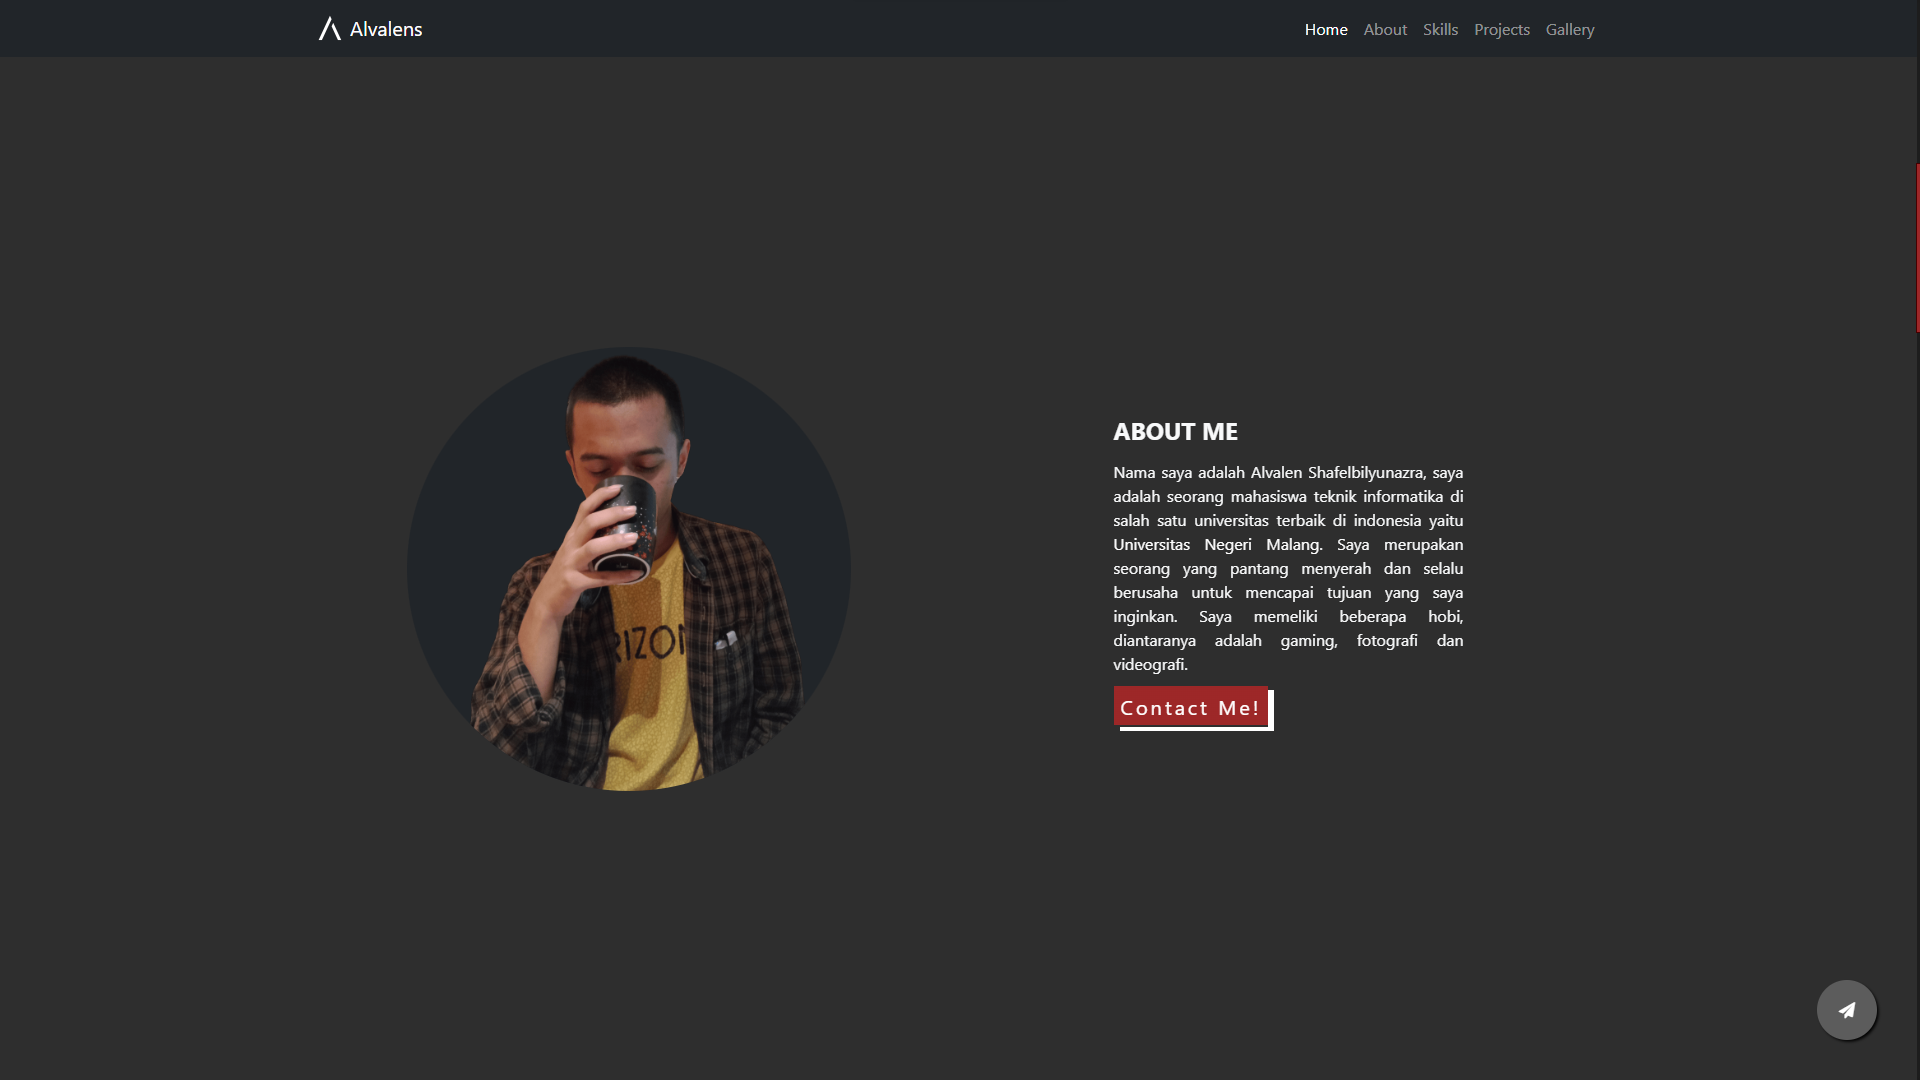 Alvalens
Home About Skills Projects Gallery
ABOUT ME
Nama saya adalah Alvalen Shafelbilyunazra, saya
adalah seorang mahasiswa teknik informatika di
salah satu universitas terbaik di indonesia yaitu
Universitas Negeri Malang. Saya merupakan
seorang yang pantang menyerah dan selalu
berusaha untuk mencapai tujuan yang saya
inginkan. Saya memeliki beberapa hobi,
diantaranya adalah gaming, fotografi dan
videografi.
Contact Me!
RIZON